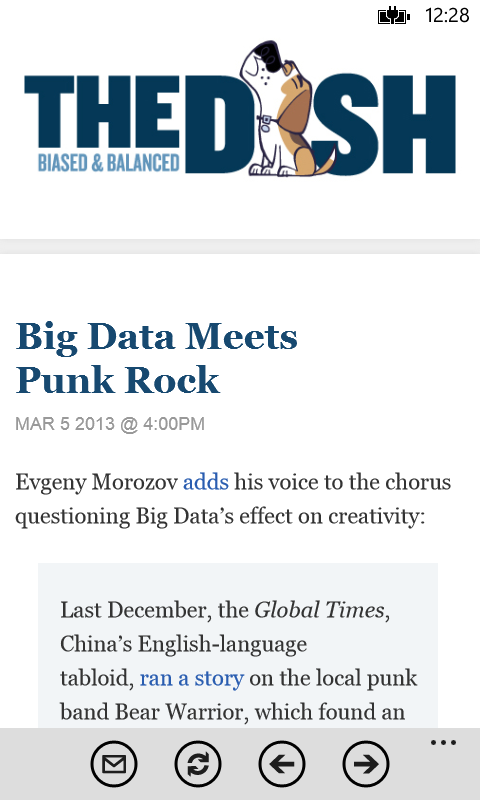 12:28
THE DISH
BIASED & BALANCED
Big Data Meets
Punk Rock
MAR 5 2013 @ 4:00PM
Evgeny Morozov adds his voice to the chorus
questioning Big Data’s effect on creativity:
Last December, the Global Times,
China’s English-language
tabloid, ran a story on the local punk
band Bear Warrior, which found an